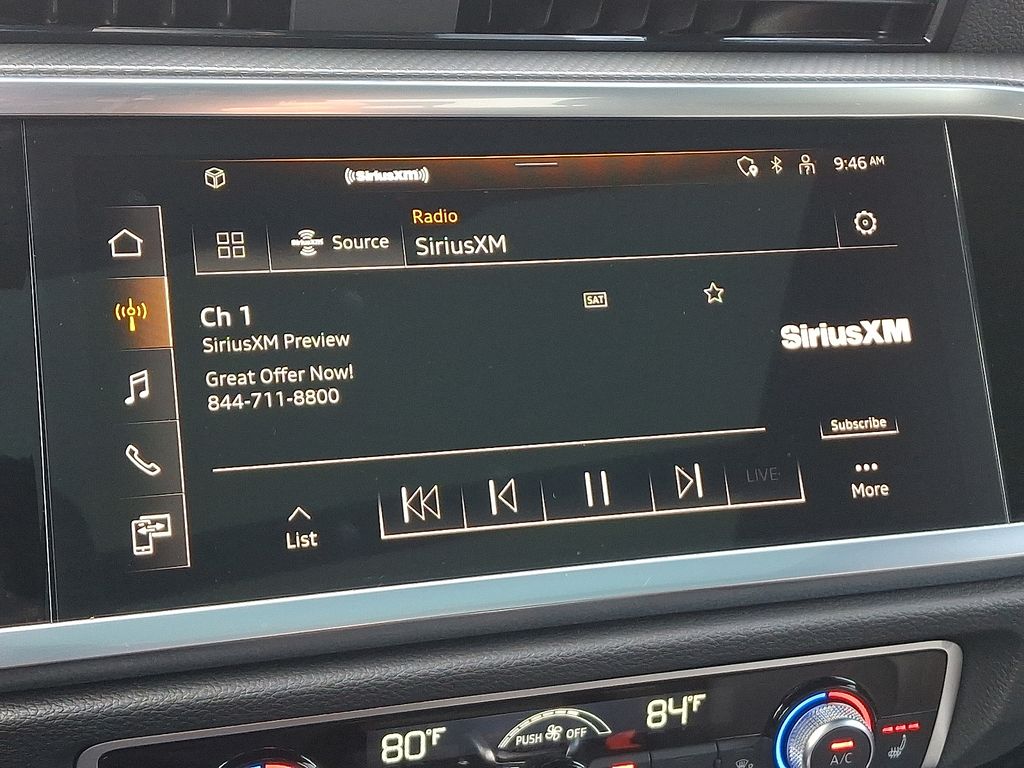 ((SiriusXM))
9:46 AM
Radio
SiriusXM
Source
SiriusXM
Ch 1
SAT
SiriusXM Preview
SiriusXM
Great Offer Now!
844-711-8800
Subscribe
LIVE
More
List
80°F
PUSH OFF
84°F
A/C